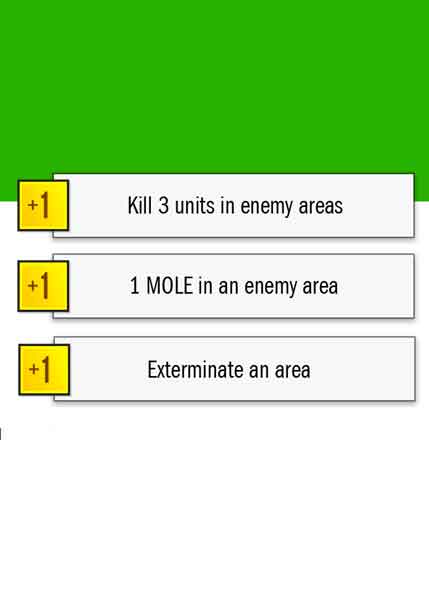 +1 Kill 3 units in enemy areas
+1 1 MOLE in an enemy area
+1 Exterminate an area